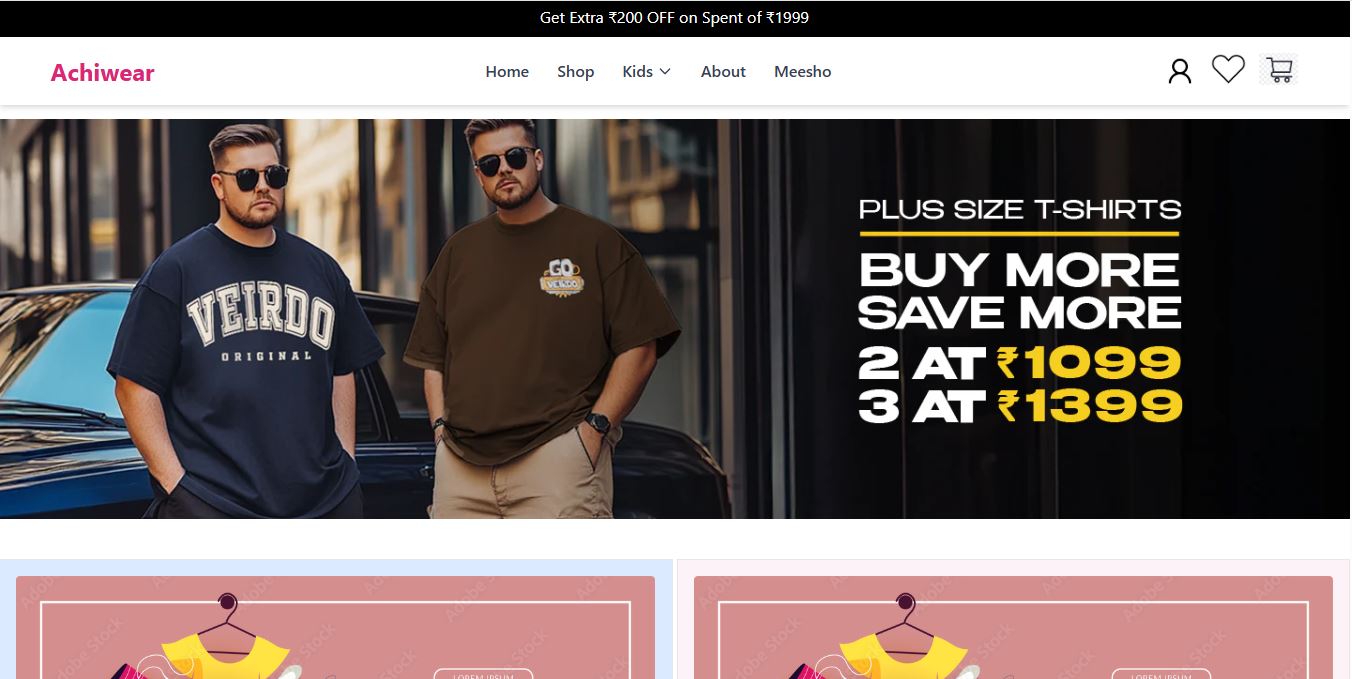 Get Extra ₹200 OFF on Spent of ₹1999
Achiwear
Home
Shop
Kids
About
Meesho
VEIRDO
ORIGINAL
GO
VEIRDO
PLUS SIZE T-SHIRTS
BUY MORE
SAVE MORE
2 AT ₹1099
3 AT ₹1399
Adobe Stock
Adobe Stock
LOREM IPSUM
LOREM IPSUM